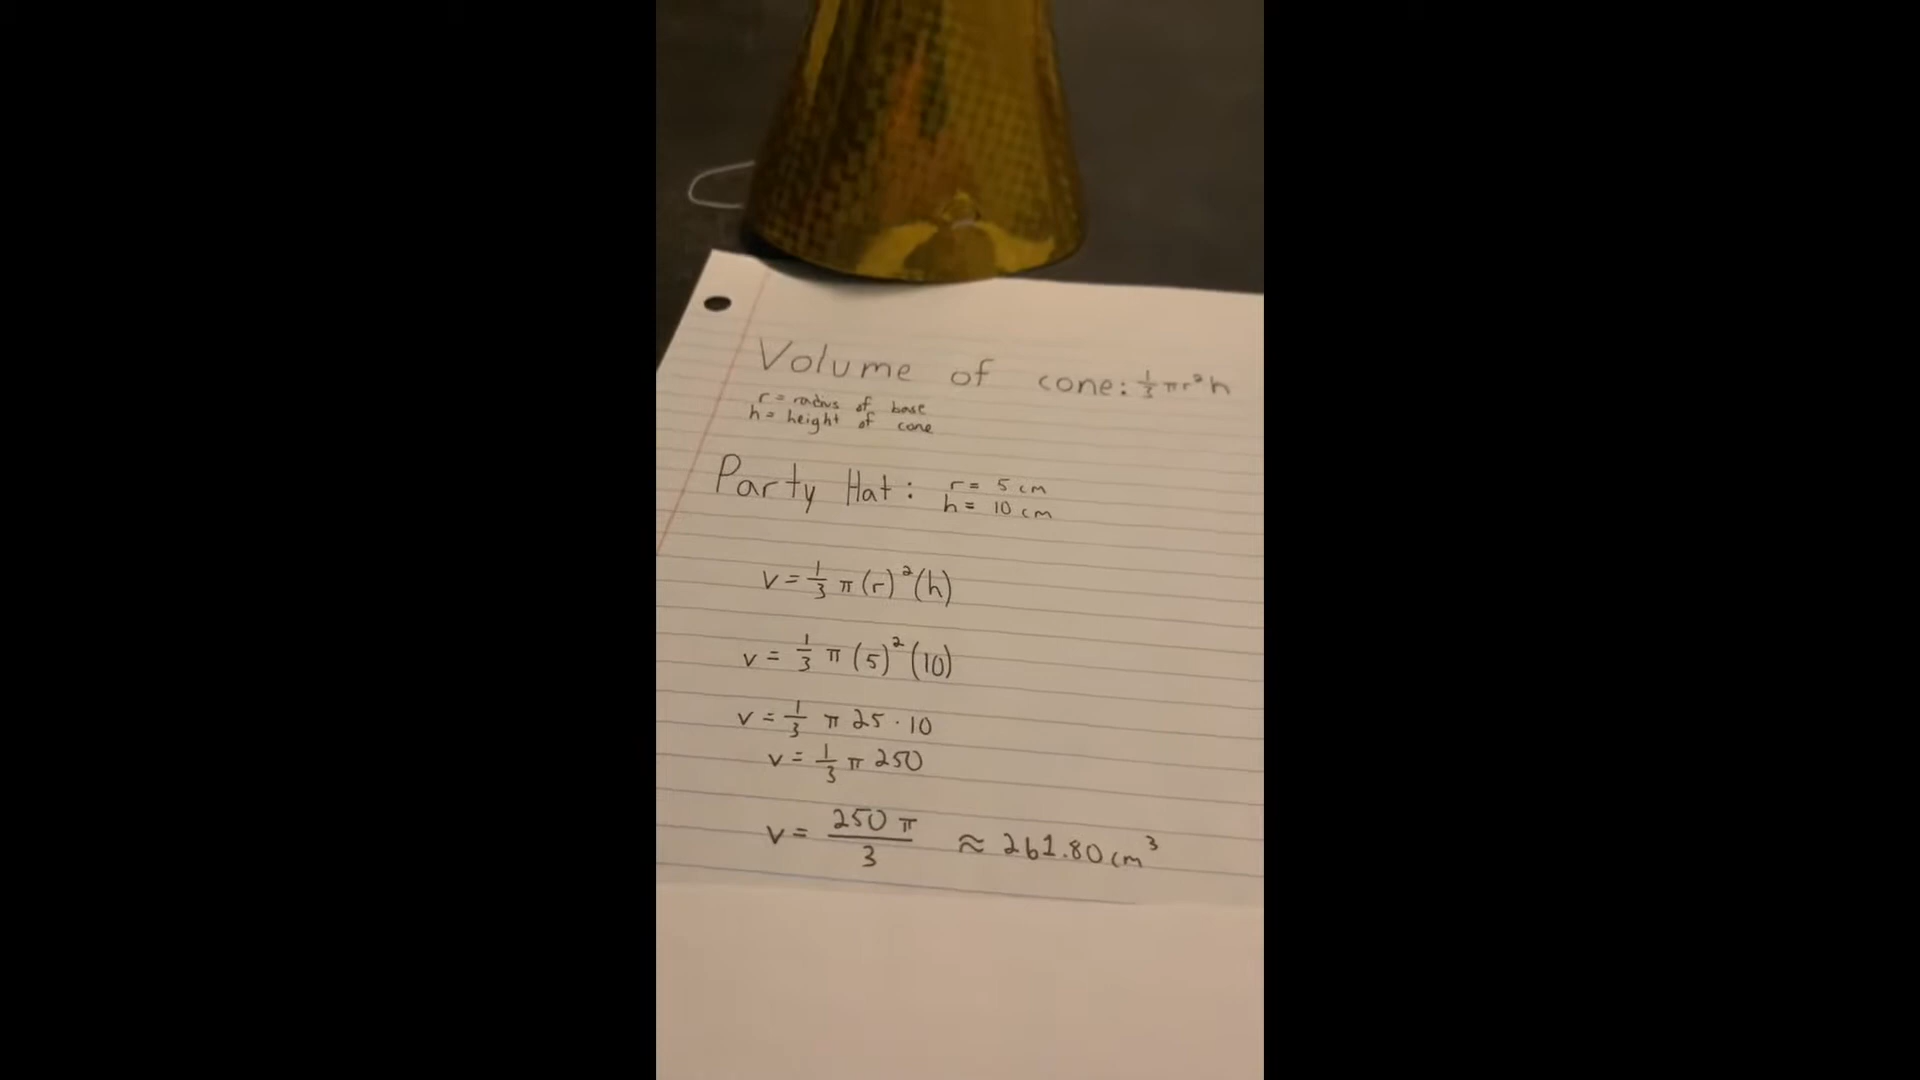 Volume of cone: 1/3 πr²h
r = radius of base
h = height of cone
Party Hat: r = 5 cm
h = 10 cm
v = 1/3 π (r)² (h)
v = 1/3 π (5)² (10)
v = 1/3 π 25 · 10
v = 1/3 π 250
v = 250 π / 3 ≈ 261.80 cm³